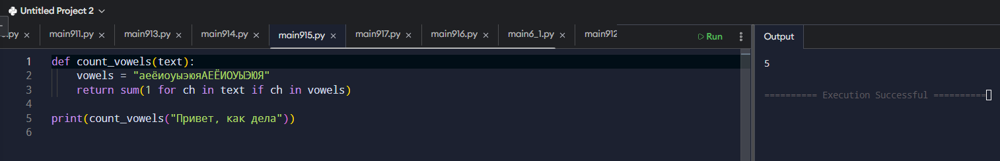 Untitled Project 2
.py × main911.py × main913.py × main914.py × main915.py × main917.py × main916.py × main6_1.py × main912
Run
Output
1 def count_vowels(text):
2 vowels = "аеёиоуыэюяАЕЁИОУЫЭЮЯ"
3 return sum(1 for ch in text if ch in vowels)
4
5 print(count_vowels("Привет, как дела"))
6
5
========== Execution Successful ==========